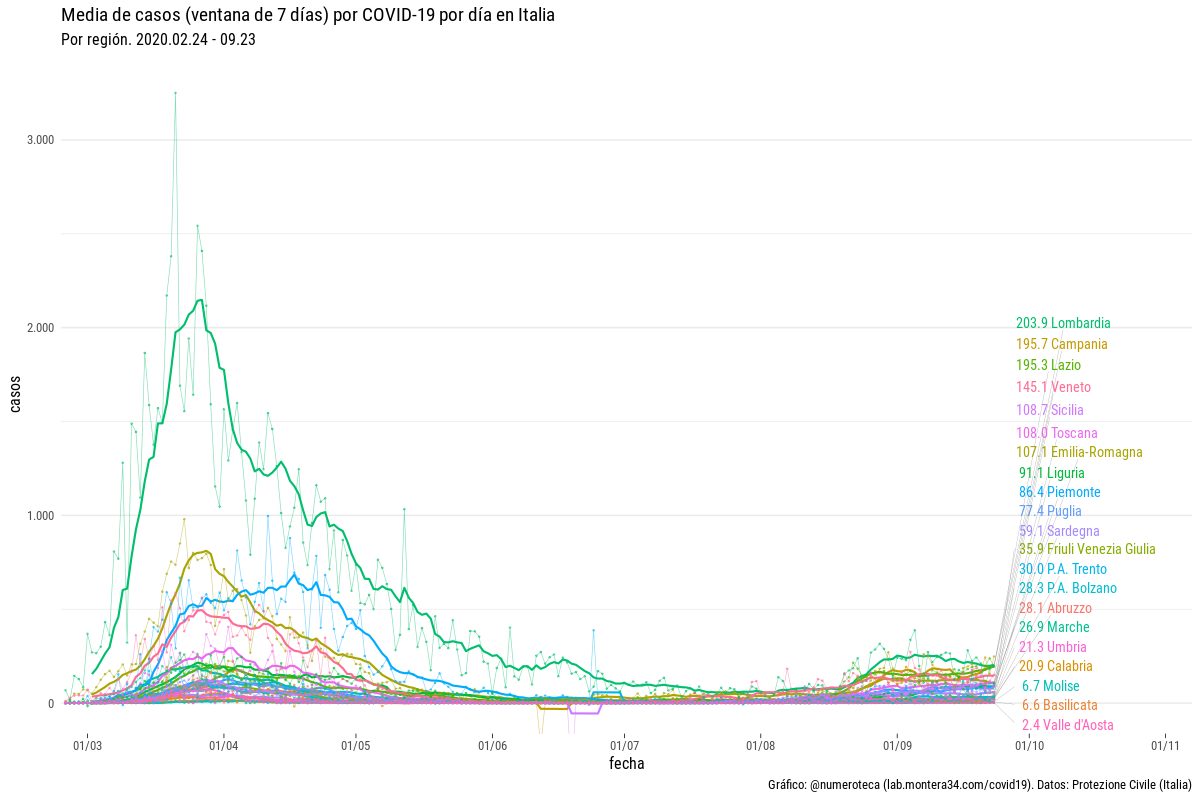 Media de casos (ventana de 7 días) por COVID-19 por día en Italia
Por región. 2020.02.24 - 09.23
casos
3.000
2.000
1.000
0
203.9 Lombardia
195.7 Campania
195.3 Lazio
145.1 Veneto
108.7 Sicilia
108.0 Toscana
107.1 Emilia-Romagna
91.1 Liguria
86.4 Piemonte
77.4 Puglia
59.1 Sardegna
35.9 Friuli Venezia Giulia
30.0 P.A. Trento
28.3 P.A. Bolzano
28.1 Abruzzo
26.9 Marche
21.3 Umbria
20.9 Calabria
6.7 Molise
6.6 Basilicata
2.4 Valle d'Aosta
01/03 01/04 01/05 01/06 01/07 01/08 01/09 01/10 01/11
fecha
Gráfico: @numeroteca (lab.montera34.com/covid19). Datos: Protezione Civile (Italia)